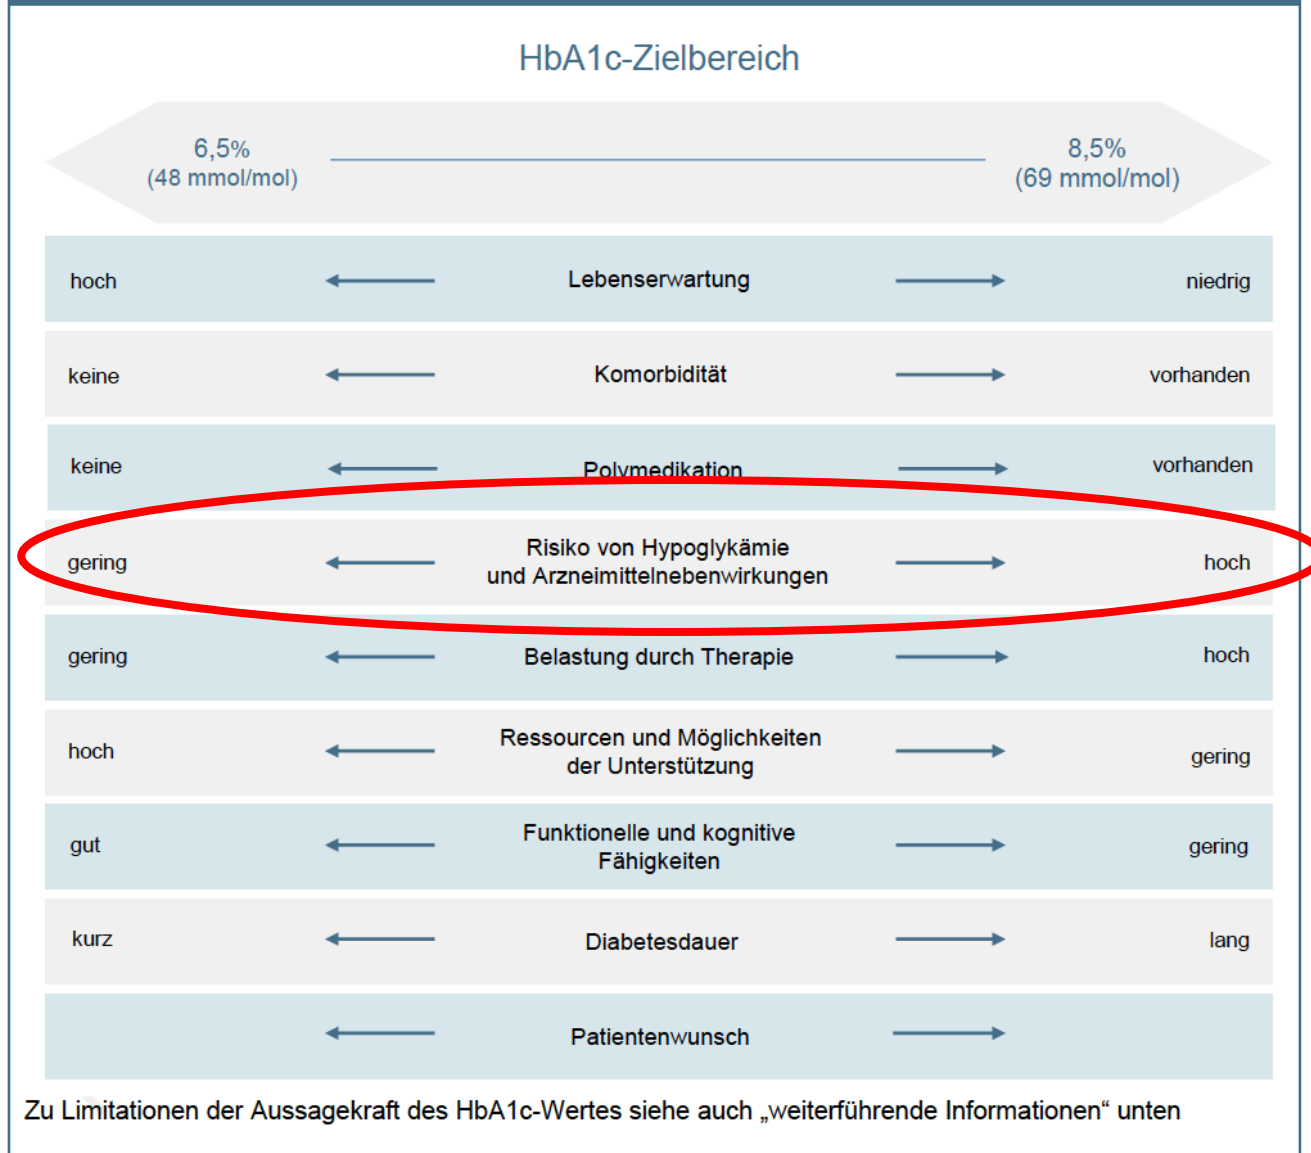 HbA1c-Zielbereich
6,5%
(48 mmol/mol)
8,5%
(69 mmol/mol)
hoch
Lebenserwartung
niedrig
keine
Komorbidität
vorhanden
keine
Polymedikation
vorhanden
gering
Risiko von Hypoglykämie
und Arzneimittelnebenwirkungen
hoch
gering
Belastung durch Therapie
hoch
hoch
Ressourcen und Möglichkeiten
der Unterstützung
gering
gut
Funktionelle und kognitive
Fähigkeiten
gering
kurz
Diabetesdauer
lang
Patientenwunsch
Zu Limitationen der Aussagekraft des HbA1c-Wertes siehe auch „weiterführende Informationen“ unten